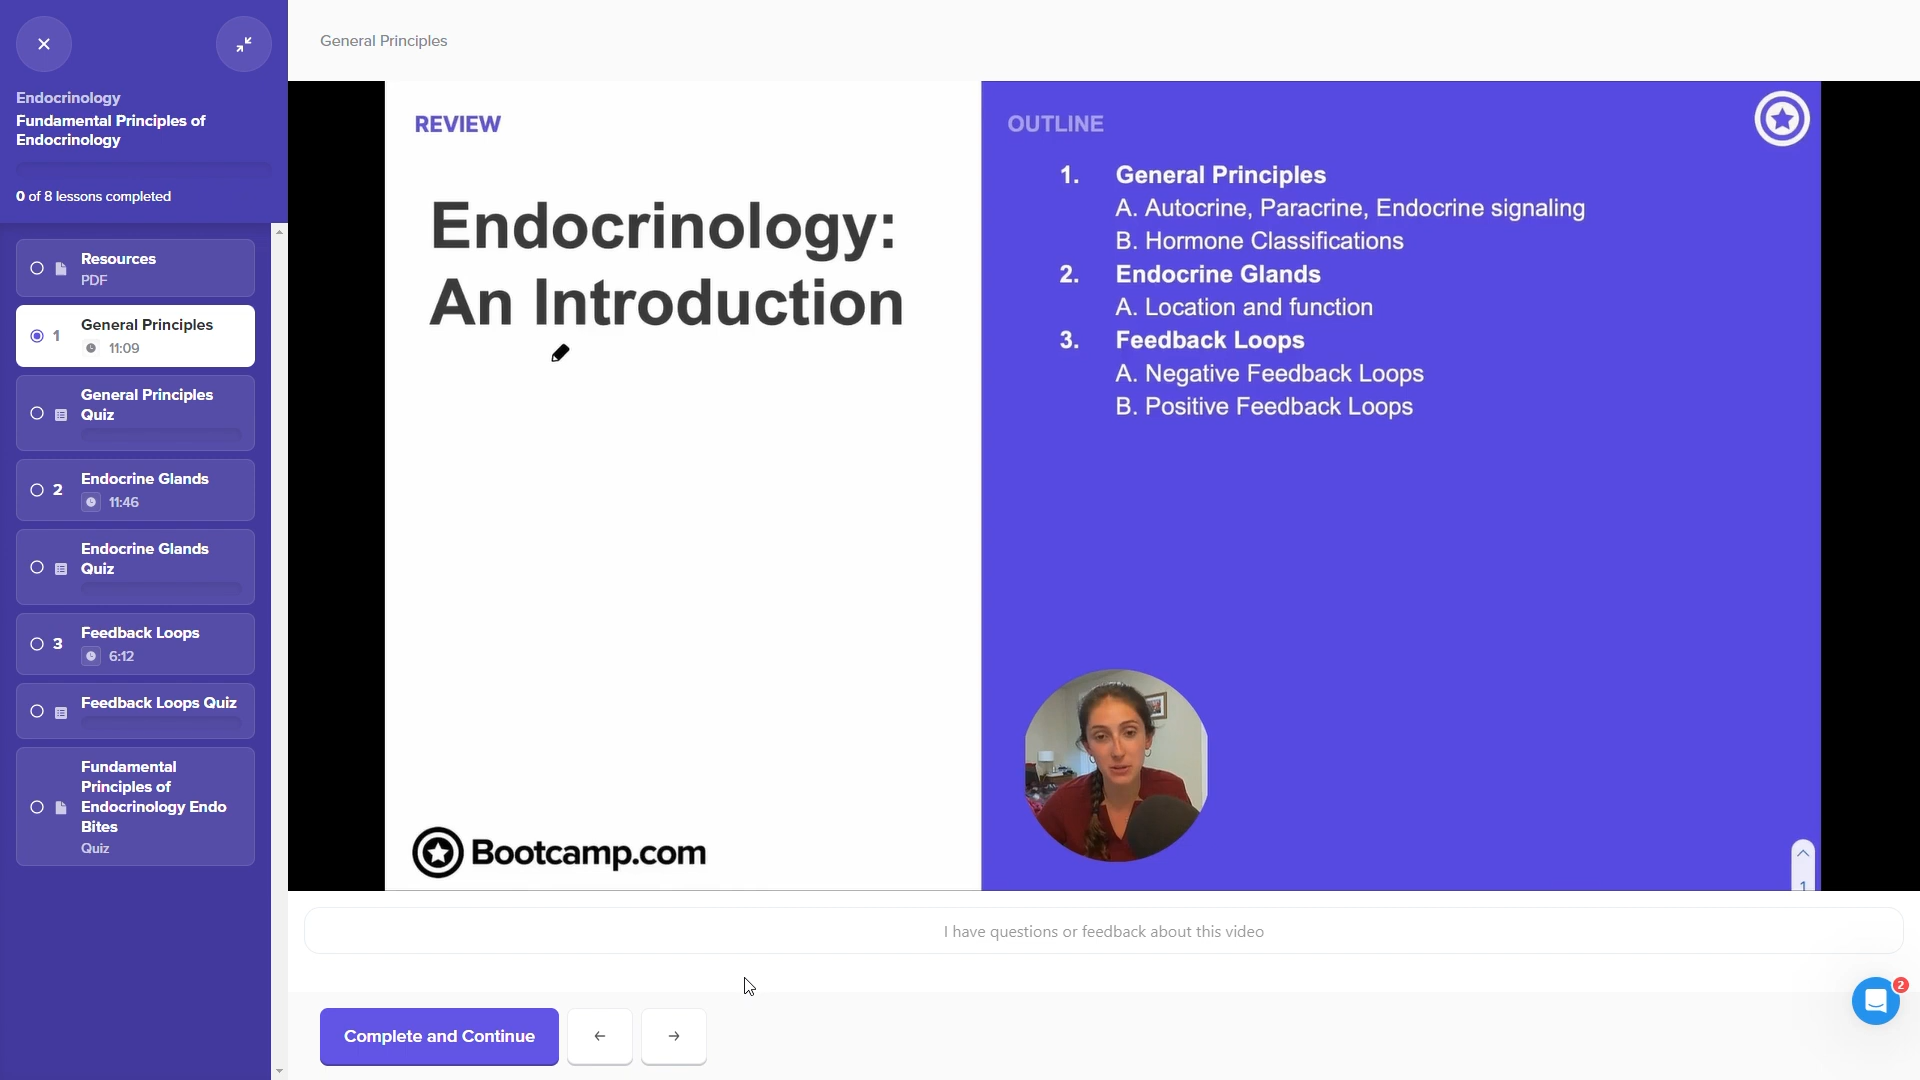 Endocrinology
Fundamental Principles of
Endocrinology
0 of 8 lessons completed
Resources
PDF
1
General Principles
11:09
General Principles
Quiz
2
Endocrine Glands
11:46
Endocrine Glands
Quiz
3
Feedback Loops
6:12
Feedback Loops Quiz
Fundamental
Principles of
Endocrinology Endo
Bites
Quiz
General Principles
REVIEW
Endocrinology:
An Introduction
Bootcamp.com
OUTLINE
1. General Principles
A. Autocrine, Paracrine, Endocrine signaling
B. Hormone Classifications
2. Endocrine Glands
A. Location and function
3. Feedback Loops
A. Negative Feedback Loops
B. Positive Feedback Loops
1
I have questions or feedback about this video
2
Complete and Continue